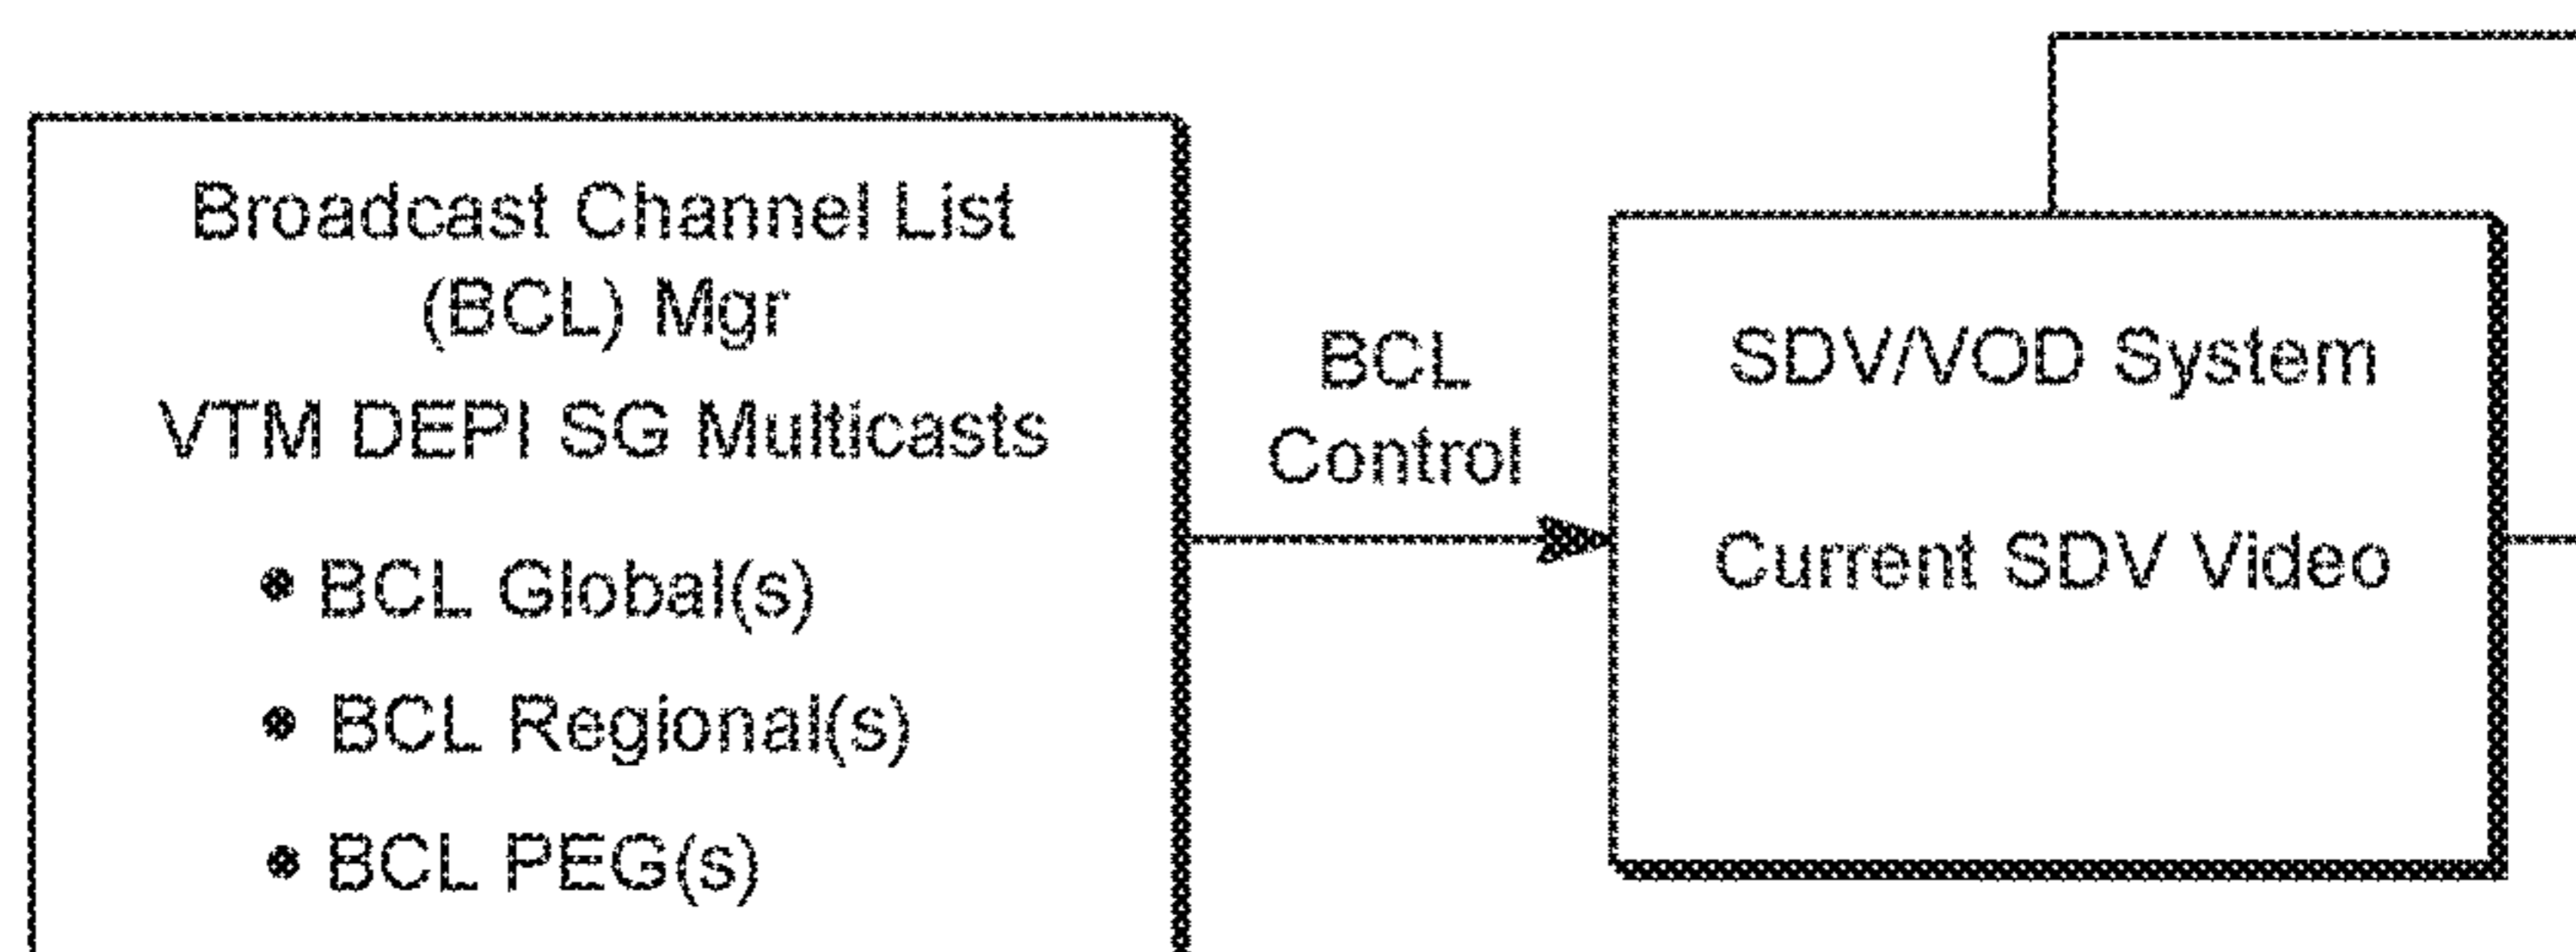 Broadcast Channel List
(BCL) Mgr
VTM DEPI SG Multicasts
• BCL Global(s)
• BCL Regional(s)
• BCL PEG(s)
BCL
Control
SDV/VOD System
Current SDV Video